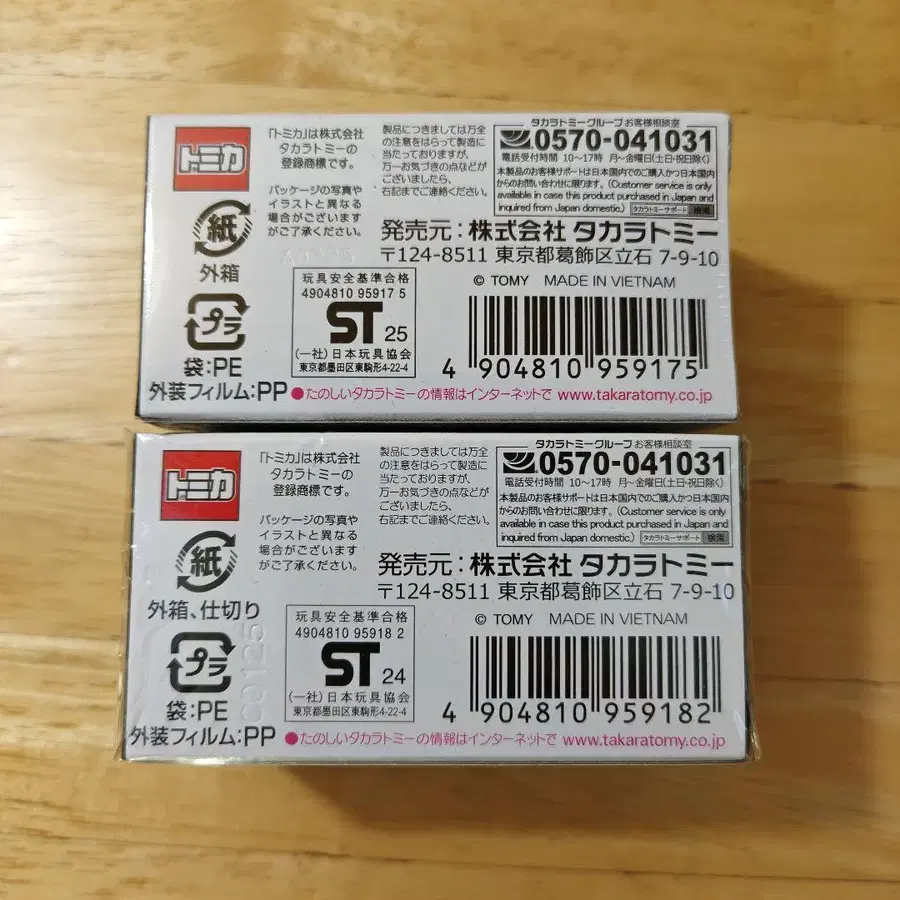 トミカ
「トミカ」は株式会社
タカラトミーの
登録商標です。
パッケージの写真や
イラストと異なる
場合がございます
がご了承ください。
製品につきましては万全
の注意をはらって製造に
当たっておりますが、
万一お気づきの点などが
ございましたら、
右記までご連絡ください。
タカラトミーグループ お客様相談室
0570-041031
電話受付時間 10〜17時 月〜金曜日(土・日・祝日除く)
本製品のお客様サポートは日本国内でのご購入かつ日本国内
からのお問い合わせに限ります。(Customer service is only
available in case this product purchased in Japan and
inquired from Japan domestic.) タカラトミーサポート 検索
紙
外箱
プラ
袋:PE
外装フィルム:PP
発売元:株式会社 タカラトミー
〒124-8511 東京都葛飾区立石 7-9-10
玩具安全基準合格
4904810 95917 5
ST 25
(一社)日本玩具協会
東京都墨田区東駒形4-22-4
© TOMY MADE IN VIETNAM
4 904810 959175
●たのしいタカラトミーの情報はインターネットで www.takaratomy.co.jp
トミカ
「トミカ」は株式会社
タカラトミーの
登録商標です。
パッケージの写真や
イラストと異なる
場合がございます
がご了承ください。
製品につきましては万全
の注意をはらって製造に
当たっておりますが、
万一お気づきの点などが
ございましたら、
右記までご連絡ください。
タカラトミーグループ お客様相談室
0570-041031
電話受付時間 10〜17時 月〜金曜日(土・日・祝日除く)
本製品のお客様サポートは日本国内でのご購入かつ日本国内
からのお問い合わせに限ります。(Customer service is only
available in case this product purchased in Japan and
inquired from Japan domestic.) タカラトミーサポート 検索
紙
外箱、仕切り
プラ
袋:PE
外装フィルム:PP
C0125
発売元:株式会社 タカラトミー
〒124-8511 東京都葛飾区立石 7-9-10
玩具安全基準合格
4904810 95918 2
ST 24
(一社)日本玩具協会
東京都墨田区東駒形4-22-4
© TOMY MADE IN VIETNAM
4 904810 959182
●たのしいタカラトミーの情報はインターネットで www.takaratomy.co.jp